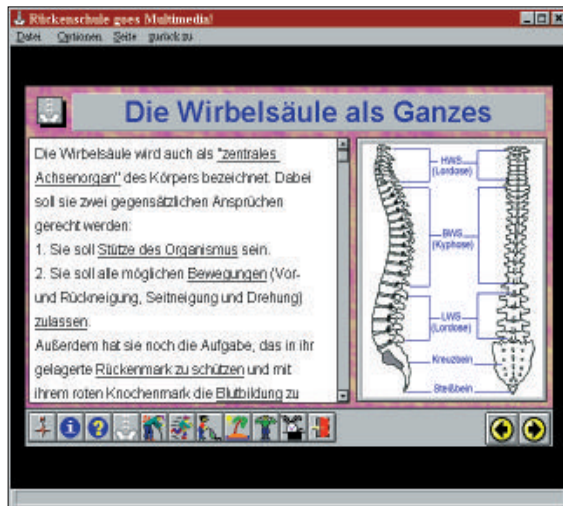 Rückenschule goes Multimedia!
Datei Optionen Seite zurück zu
Die Wirbelsäule als Ganzes
Die Wirbelsäule wird auch als "zentrales
Achsenorgan" des Körpers bezeichnet. Dabei
soll sie zwei gegensätzlichen Ansprüchen
gerecht werden:
1. Sie soll Stütze des Organismus sein.
2. Sie soll alle möglichen Bewegungen (Vor-
und Rückneigung, Seitneigung und Drehung)
zulassen.
Außerdem hat sie noch die Aufgabe, das in ihr
gelagerte Rückenmark zu schützen und mit
ihrem roten Knochenmark die Blutbildung zu
HWS
(Lordose)
BWS
(Kyphose)
LWS
(Lordose)
Kreuzbein
Steißbein